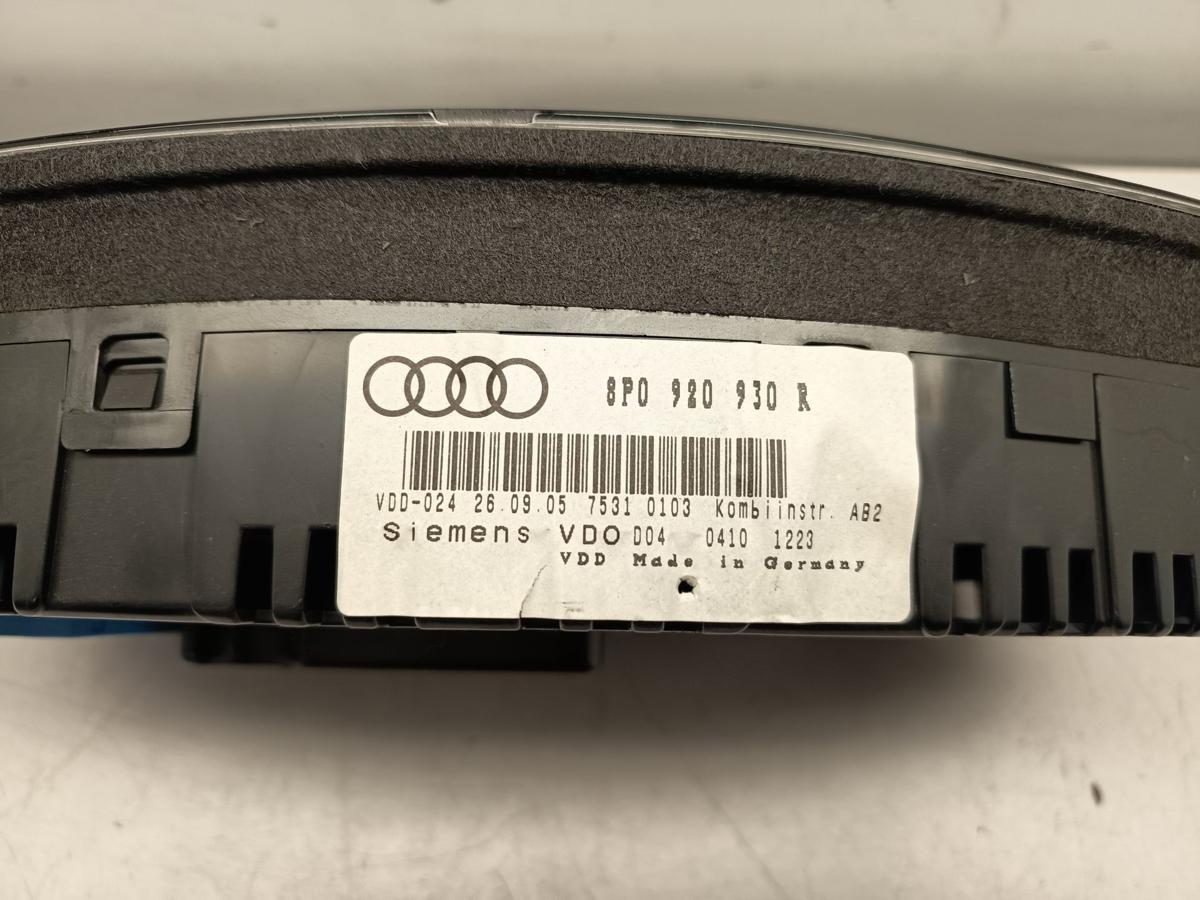 8P0 920 930 R
VDD-024 26.09.05 7531 0103 Kombiinstr. AB2
Siemens VDO D04 0410 1223
VDD Made in Germany